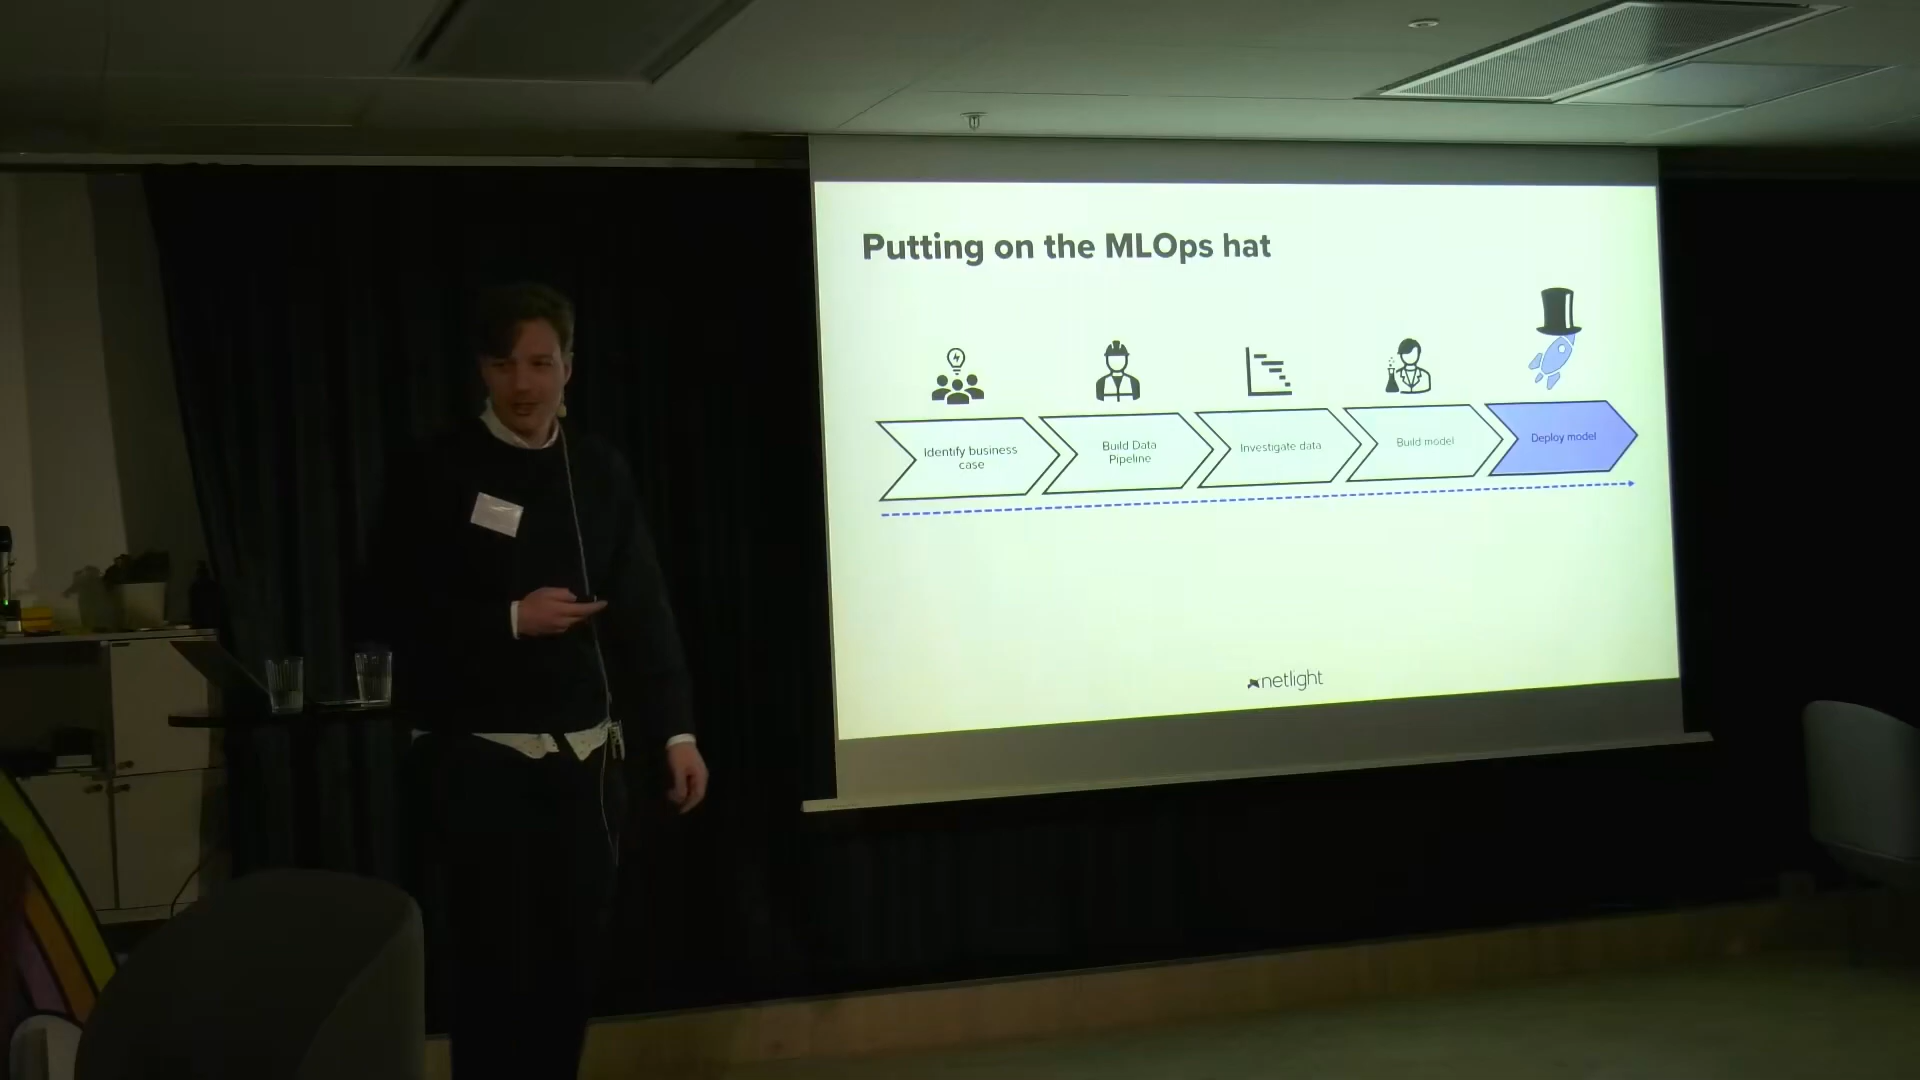 Putting on the MLOps hat
Identify business
case
Build Data
Pipeline
Investigate data
Build model
Deploy model
netlight